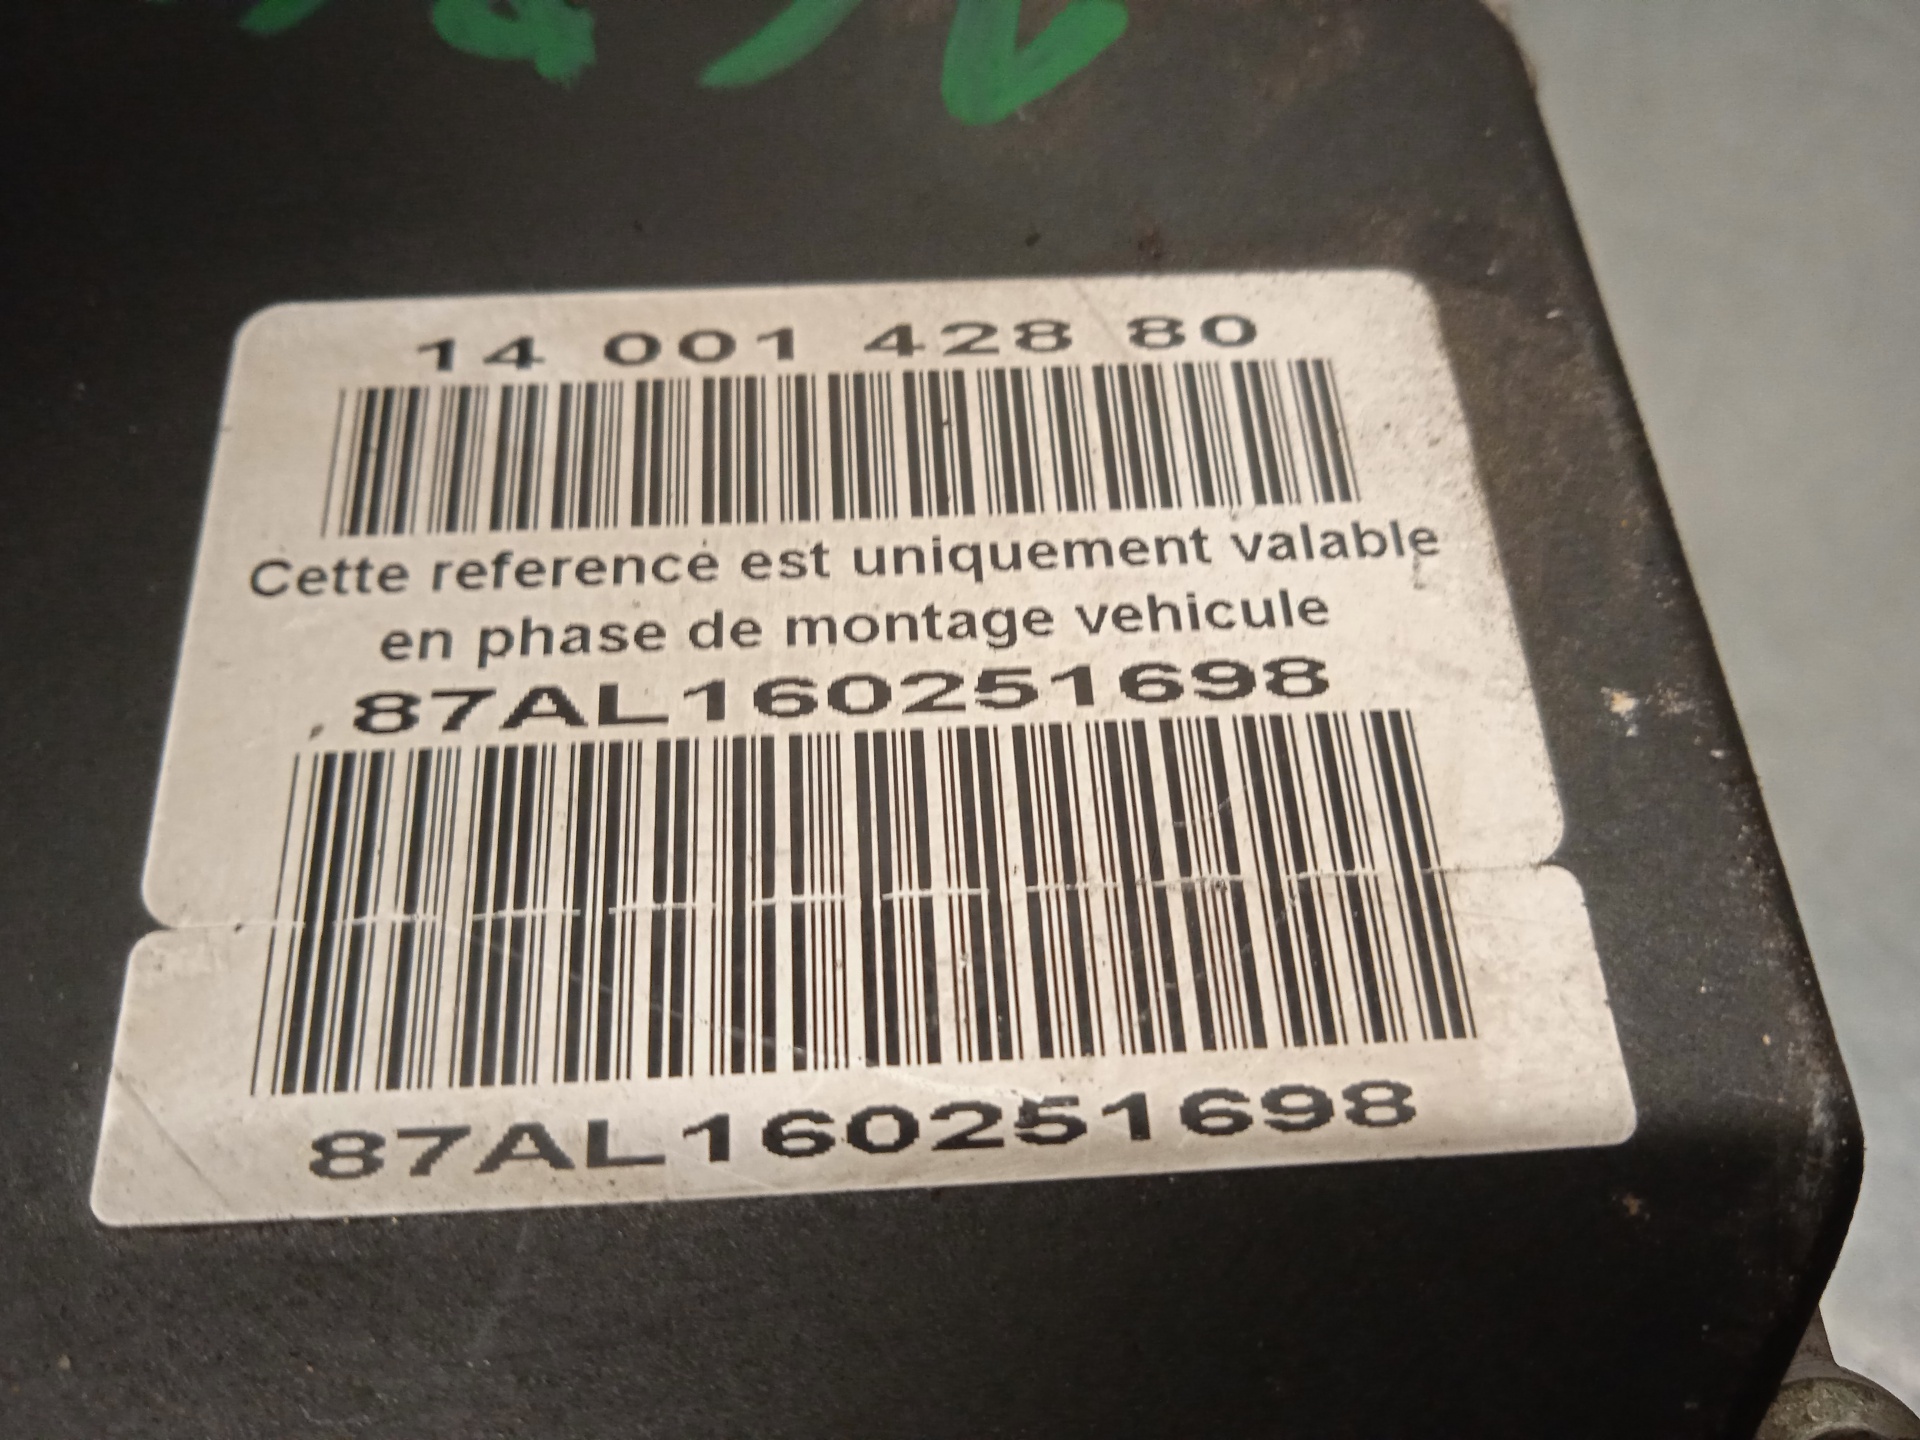 14 001 428 80
Cette reference est uniquement valable
en phase de montage vehicule
87AL160251698
87AL160251698